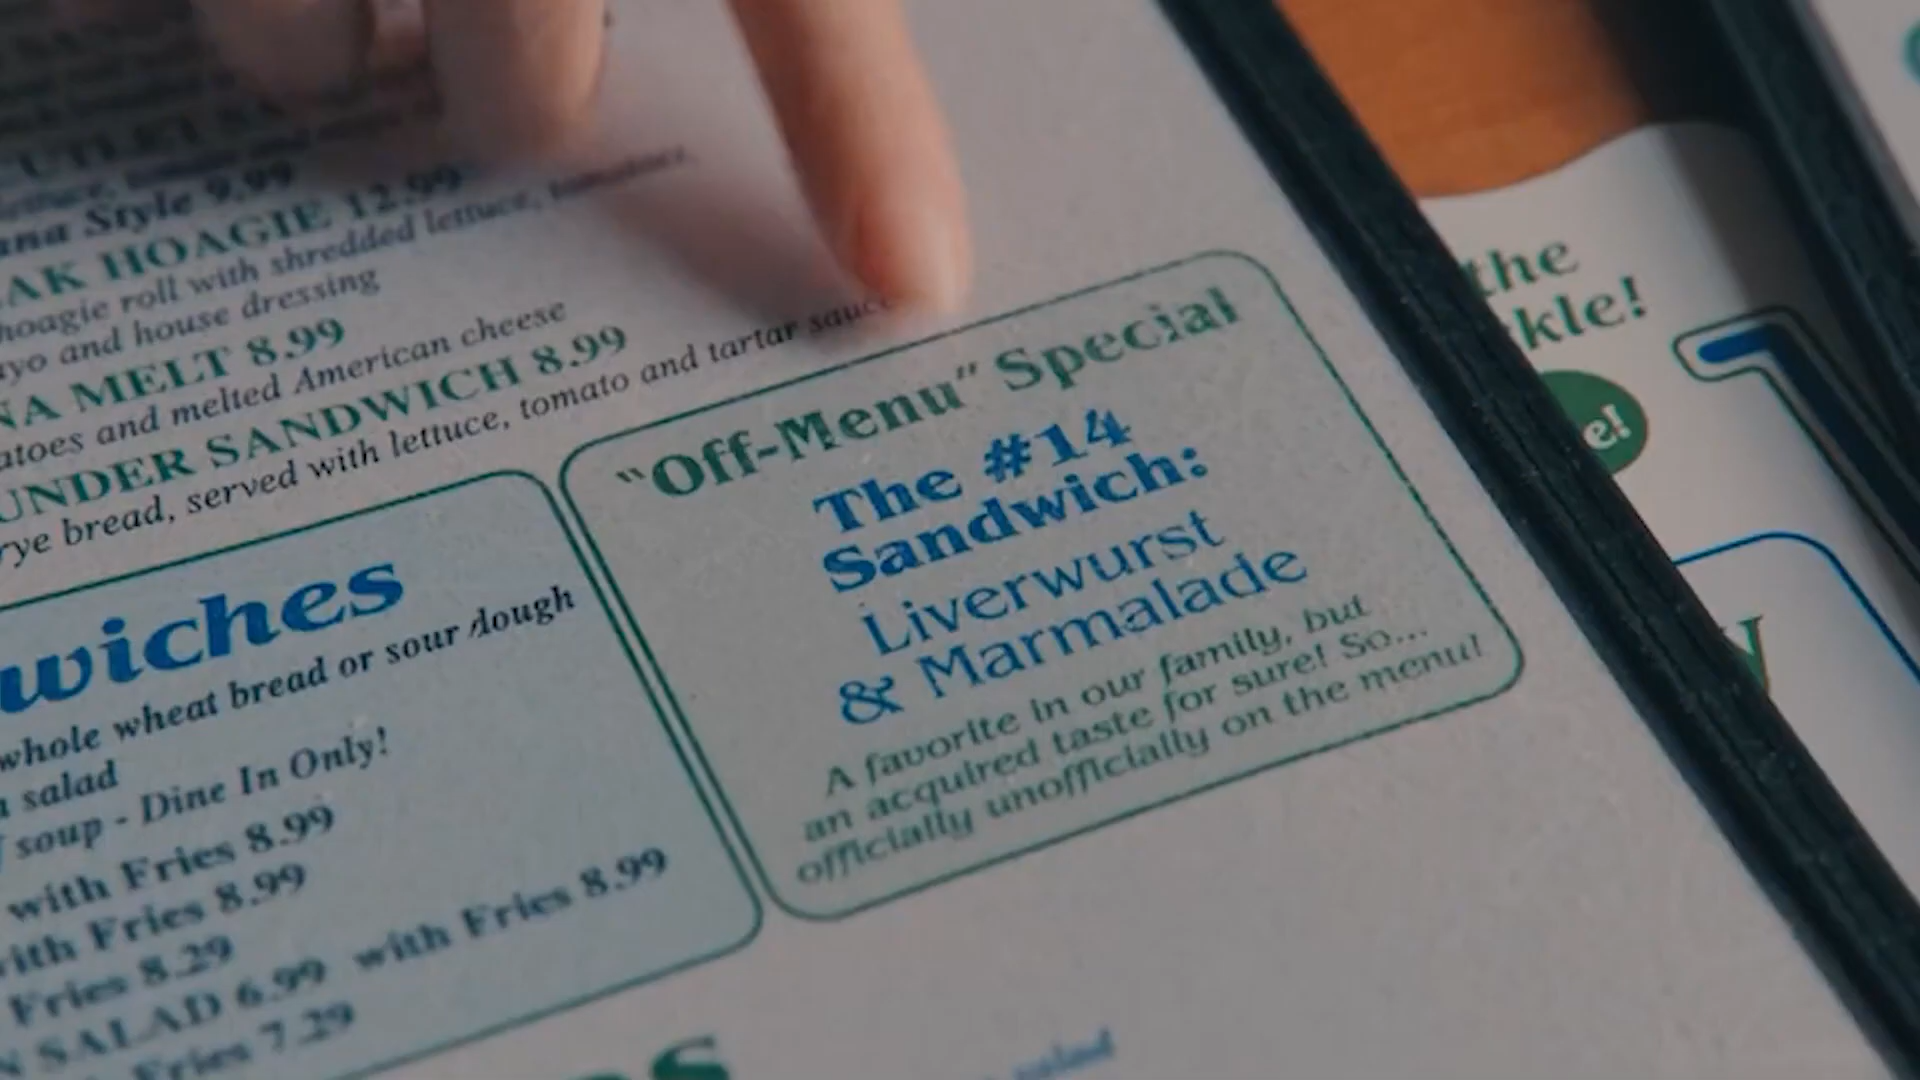 ana Style 9.99
AK HOAGIE 12.99
hoagie roll with shredded lettuce, tomatoes,
ayo and house dressing
NA MELT 8.99
atoes and melted American cheese
UNDER SANDWICH 8.99
rye bread, served with lettuce, tomato and tartar sauce
wiches
whole wheat bread or sour dough
salad
soup - Dine In Only!
with Fries 8.99
with Fries 8.99
Fries 8.29
N SALAD 6.99 with Fries 8.99
Fries 7.29
"Off-Menu" Special
The #14
Sandwich:
Liverwurst
& Marmalade
A favorite in our family, but
an acquired taste for sure! So...
officially unofficially on the menu!
the
kle!
e!
salad